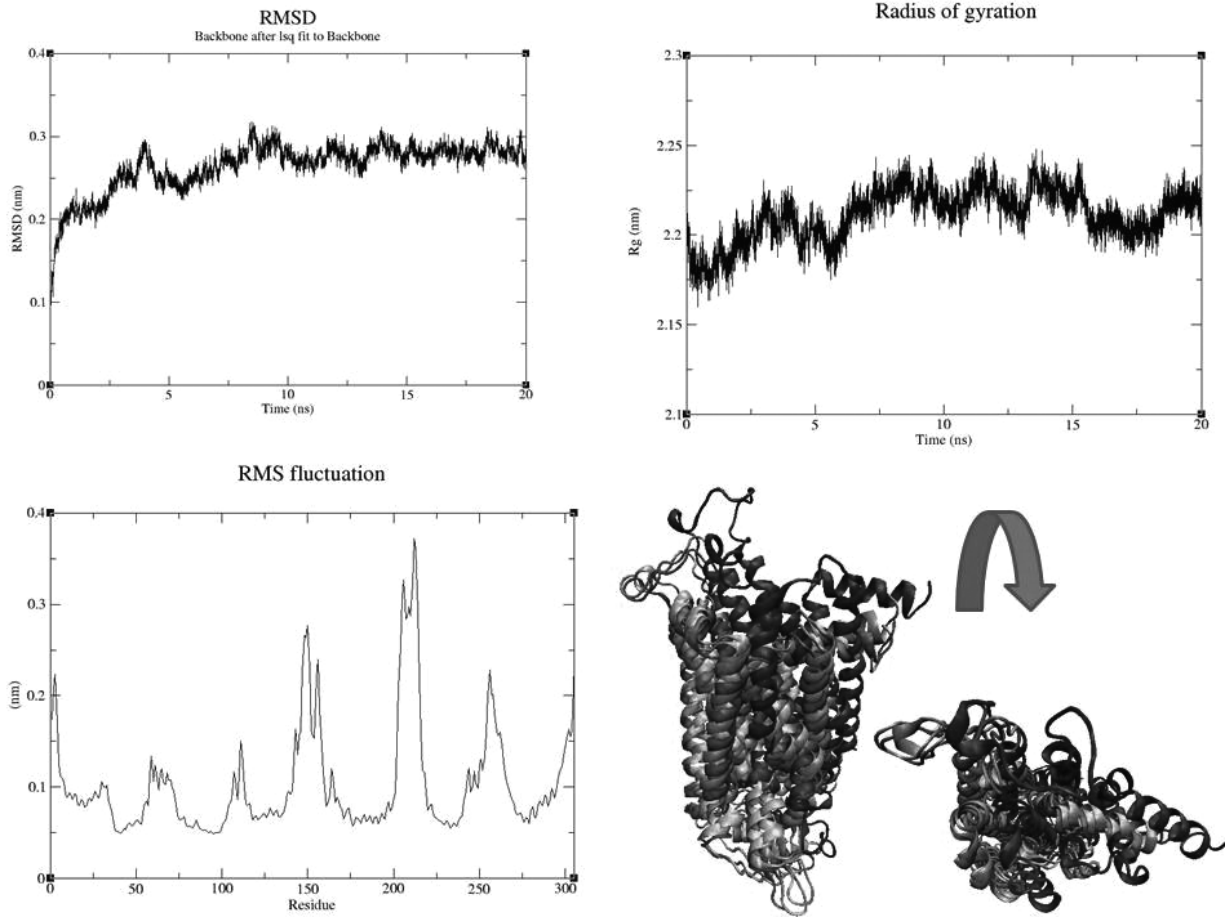 RMSD
Backbone after lsq fit to Backbone
0.4
0.3
0.2
0.1
0
RMSD (nm)
0 5 10 15 20
Time (ns)
Radius of gyration
2.3
2.25
2.2
2.15
2.1
Rg (nm)
0 5 10 15 20
Time (ns)
RMS fluctuation
0.4
0.3
0.2
0.1
0
(nm)
0 50 100 150 200 250 300
Residue